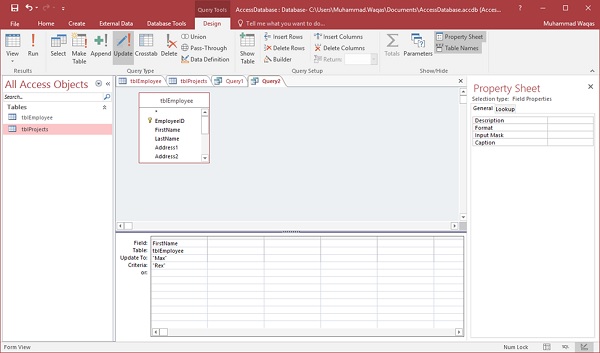 Query Tools
AccessDatabase : Database- C:\Users\Muhammad Waqas\Documents\AccessDatabase.accdb (Acces...
File Home Create External Data Database Tools Design Tell me what you want to do... Muhammad Waqas
View Run Select Make Table Append Update Crosstab Delete
Union
Pass-Through
Data Definition
Show Table
Insert Rows
Delete Rows
Builder
Insert Columns
Delete Columns
Return:
Totals Parameters
Property Sheet
Table Names
Results Query Type Query Setup Show/Hide
All Access Objects
Search...
Tables
tblEmployee
tblProjects
tblEmployee tblProjects Query1 Query2
tblEmployee
*
EmployeeID
FirstName
LastName
Address1
Address2
Field: FirstName
Table: tblEmployee
Update To: "Max"
Criteria: "Rex"
or:
Property Sheet
Selection type: Field Properties
General Lookup
Description
Format
Input Mask
Caption
Form View Num Lock